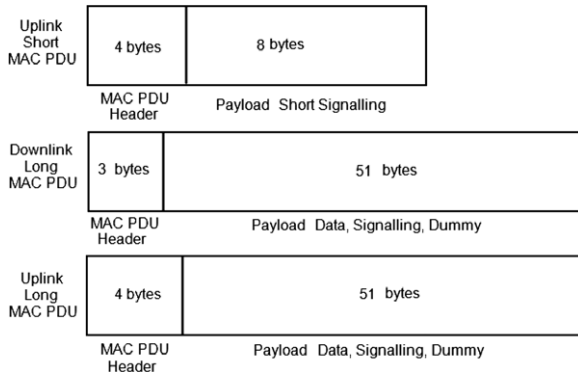 Uplink
Short
MAC PDU
4 bytes
8 bytes
MAC PDU
Header
Payload Short Signalling
Downlink
Long
MAC PDU
3 bytes
51 bytes
MAC PDU
Header
Payload Data, Signalling, Dummy
Uplink
Long
MAC PDU
4 bytes
51 bytes
MAC PDU
Header
Payload Data, Signalling, Dummy